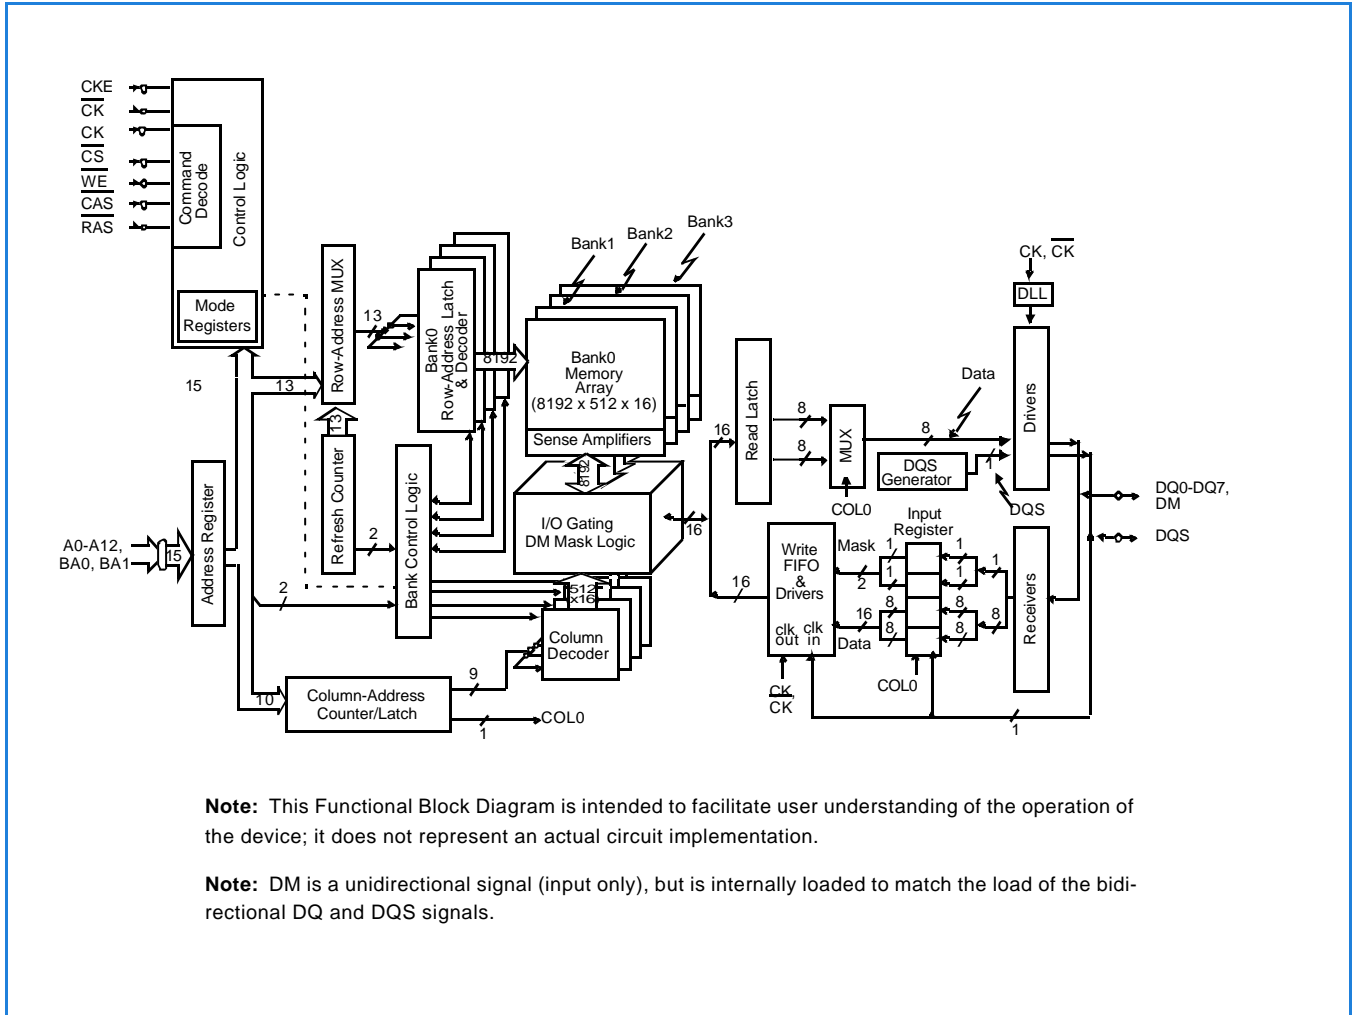 CKE
CK
CK
CS
WE
CAS
RAS
Command
Decode
Control Logic
Mode
Registers
Row-Address MUX
13
Bank0
Row-Address Latch
& Decoder
8192
Bank1
Bank2
Bank3
Bank0
Memory
Array
(8192 x 512 x 16)
Sense Amplifiers
8192
CK, CK
DLL
Drivers
Data
15
13
13
Refresh Counter
Bank Control Logic
2
Read Latch
16
8
8
MUX
COL0
8
DQS
Generator
1
DQS
DQ0-DQ7,
DM
DQS
A0-A12,
BA0, BA1
15
Address Register
2
I/O Gating
DM Mask Logic
16
16
512
x16
Column
Decoder
Write
FIFO
&
Drivers
clk
out
clk
in
Mask
2
16
Data
Input
Register
1
1
8
8
1
1
8
8
1
8
Receivers
COL0
CK,
CK
1
10
Column-Address
Counter/Latch
9
1
COL0
Note: This Functional Block Diagram is intended to facilitate user understanding of the operation of
the device; it does not represent an actual circuit implementation.
Note: DM is a unidirectional signal (input only), but is internally loaded to match the load of the bidi-
rectional DQ and DQS signals.